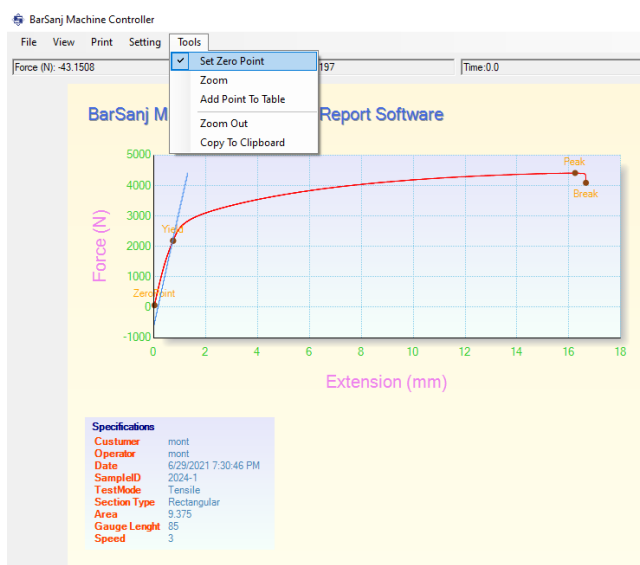 BarSanj Machine Controller
File View Print Setting Tools
Force (N): -43.1508 197 Time:0.0
✓ Set Zero Point
Zoom
Add Point To Table
Zoom Out
Copy To Clipboard
BarSanj M Report Software
5000
4000
3000
2000
1000
0
-1000
Force (N)
Peak
Break
Yield
Zero Point
0 2 4 6 8 10 12 14 16 18
Extension (mm)
Specifications
Custumer mont
Operator mont
Date 6/29/2021 7:30:46 PM
SampleID 2024-1
TestMode Tensile
Section Type Rectangular
Area 9.375
Gauge Lenght 85
Speed 3